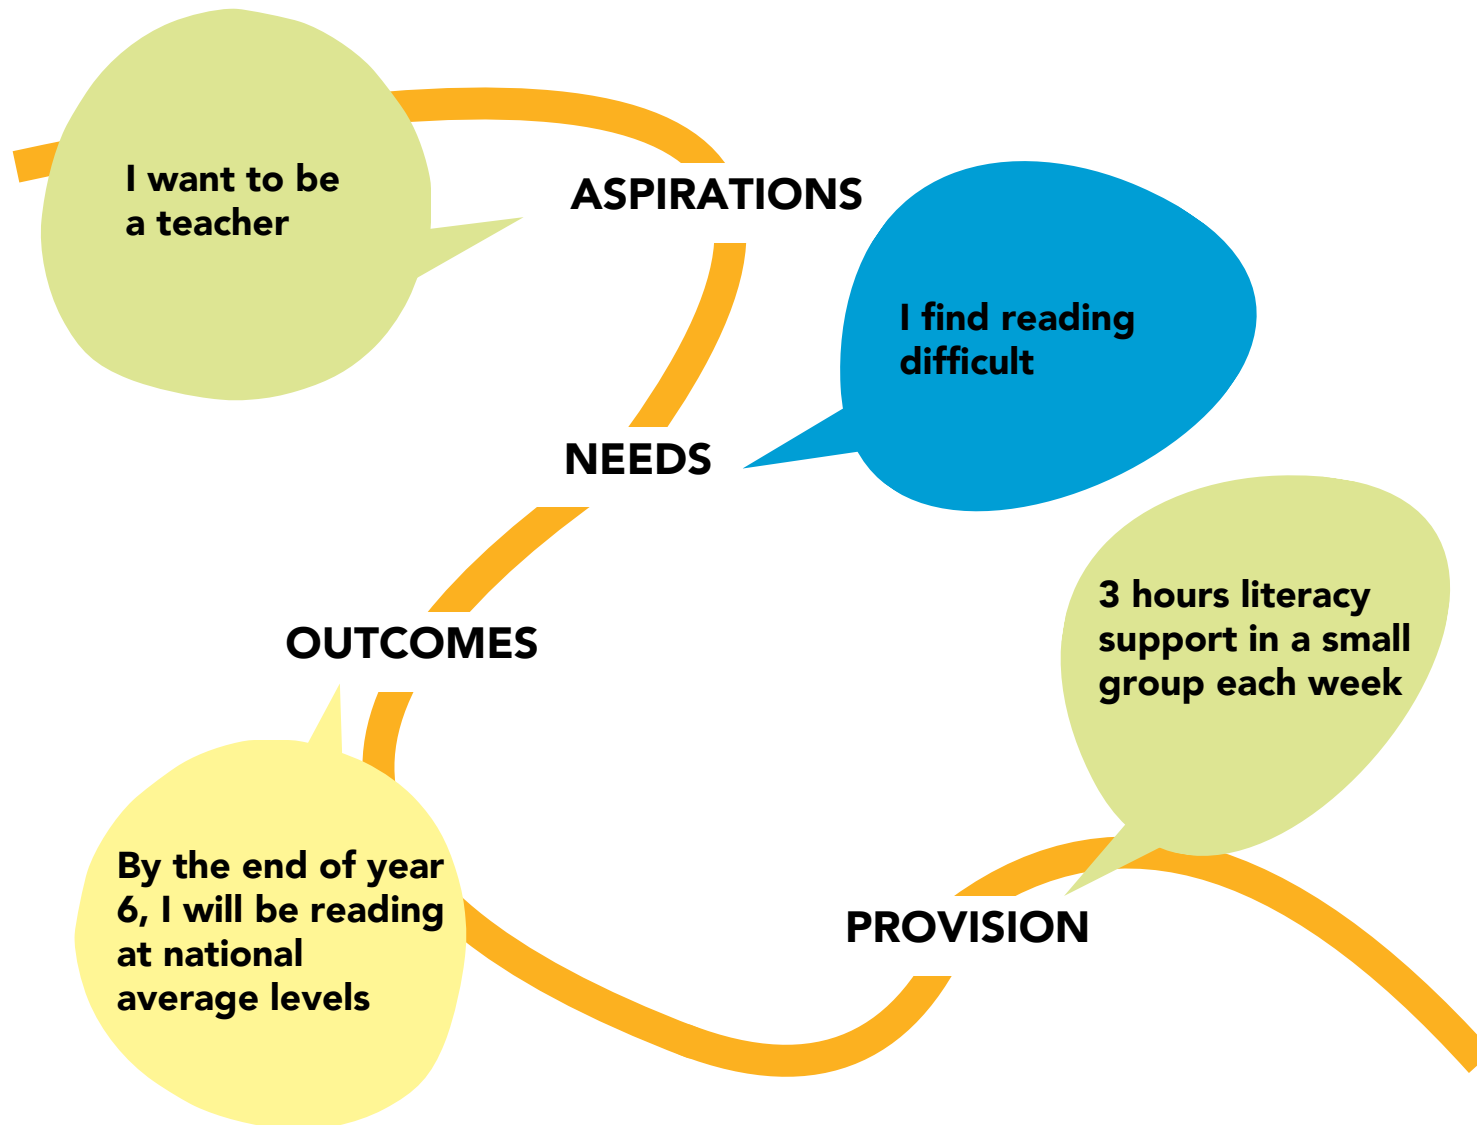 I want to be
a teacher
ASPIRATIONS
I find reading
difficult
NEEDS
3 hours literacy
support in a small
group each week
OUTCOMES
By the end of year
6, I will be reading
at national
average levels
PROVISION